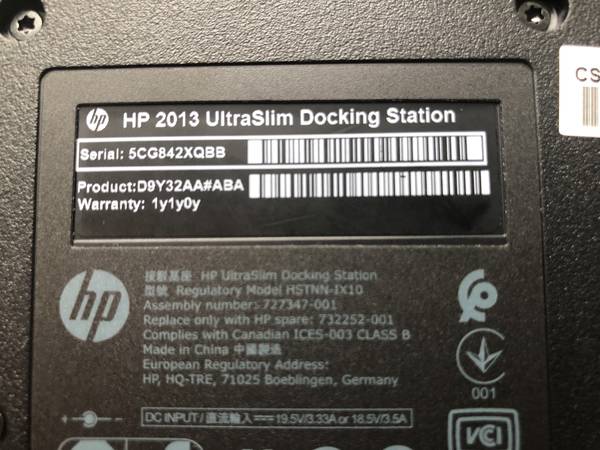 CS
hp HP 2013 UltraSlim Docking Station
Serial: 5CG842XQBB
Product:D9Y32AA#ABA
Warranty: 1y1y0y
hp
接駁基座 HP UltraSlim Docking Station
型號 Regulatory Model HSTNN-IX10
Assembly number: 727347-001
Replace only with HP spare: 732252-001
Complies with Canadian ICES-003 CLASS B
Made in China 中國製造
European Regulatory Address:
HP, HQ-TRE, 71025 Boeblingen, Germany
001
DC INPUT / 直流輸入 19.5V/3.33A or 18.5V/3.5A
VCI